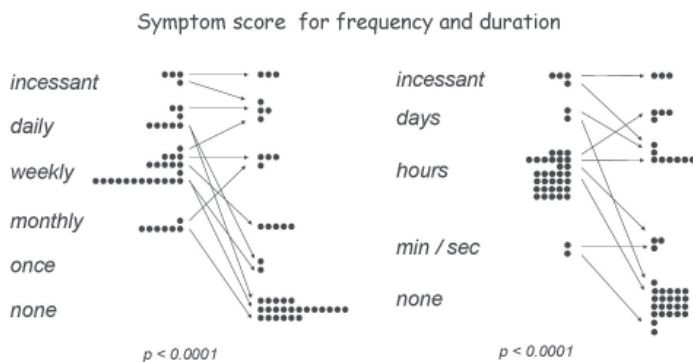 Symptom score for frequency and duration
incessant
daily
weekly
monthly
once
none
p < 0.0001
incessant
days
hours
min / sec
none
p < 0.0001